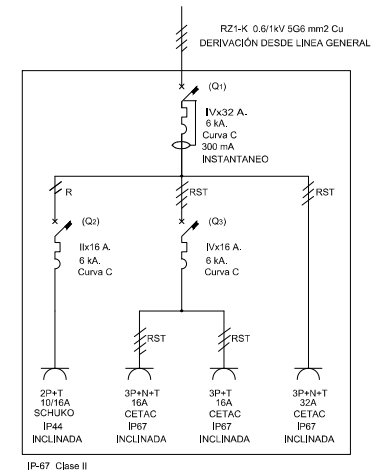 RZ1-K 0.6/1kV 5G6 mm2 Cu
DERIVACIÓN DESDE LINEA GENERAL
(Q1)
IVx32 A.
6 kA.
Curva C
300 mA
INSTANTANEO
R
RST
RST
(Q2)
IIx16 A.
6 kA.
Curva C
(Q3)
IVx16 A.
6 kA.
Curva C
RST
RST
2P+T
10/16A
SCHUKO
IP44
INCLINADA
3P+N+T
16A
CETAC
IP67
INCLINADA
3P+T
16A
CETAC
IP67
INCLINADA
3P+N+T
32A
CETAC
IP67
INCLINADA
IP-67 Clase II